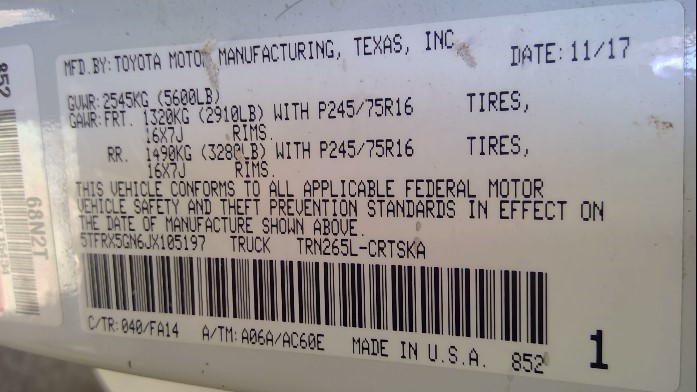 MFD.BY:TOYOTA MOTOR MANUFACTURING, TEXAS, INC DATE:11/17
GVWR:2545KG (5600LB)
GAWR:FRT. 1320KG (2910LB) WITH P245/75R16 TIRES,
16X7J RIMS.
RR. 1490KG (3280LB) WITH P245/75R16 TIRES,
16X7J RIMS.
THIS VEHICLE CONFORMS TO ALL APPLICABLE FEDERAL MOTOR
VEHICLE SAFETY AND THEFT PREVENTION STANDARDS IN EFFECT ON
THE DATE OF MANUFACTURE SHOWN ABOVE.
5TFRX5GN6JX105197 TRUCK TRN265L-CRTSKA
C/TR:040/FA14 A/TM:A06A/AC60E MADE IN U.S.A. 852 1
852
68N2T